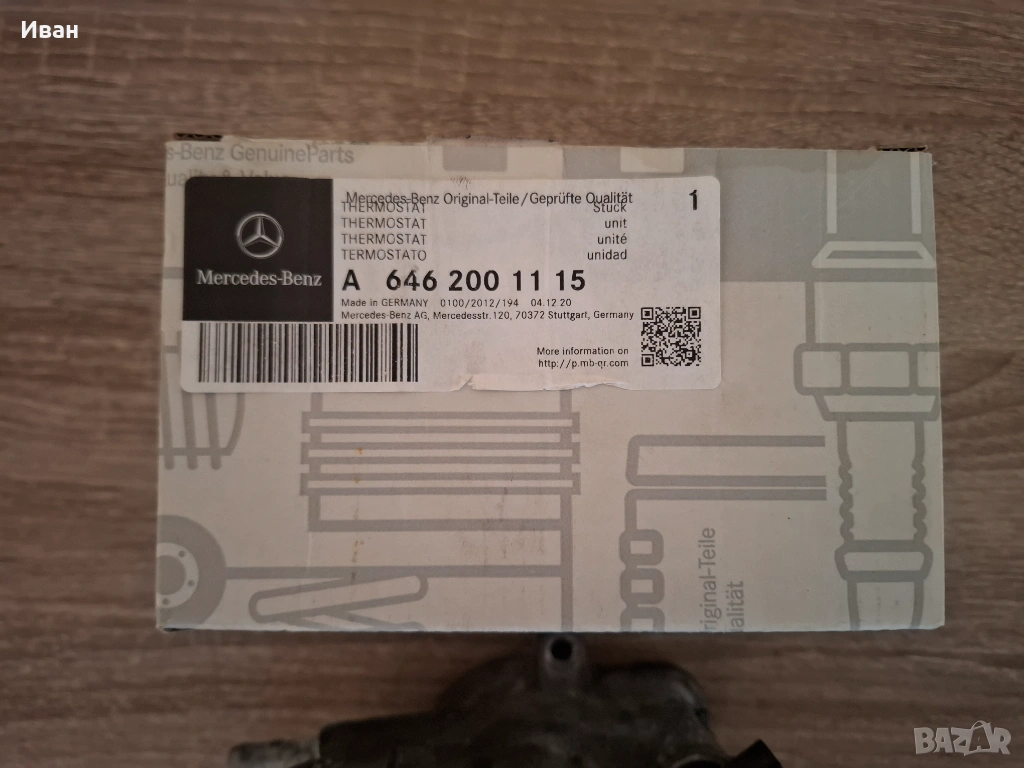 Иван
s-Benz GenuineParts
Mercedes-Benz Original-Teile/Geprüfte Qualität
THERMOSTAT Stück 1
THERMOSTAT unit
THERMOSTAT unité
TERMOSTATO unidad
Mercedes-Benz
A 646 200 11 15
Made in GERMANY 0100/2012/194 04.12.20
Mercedes-Benz AG, Mercedesstr.120, 70372 Stuttgart, Germany
More information on
http://p.mb-qr.com
riginal-Teile
alität
BAZAR